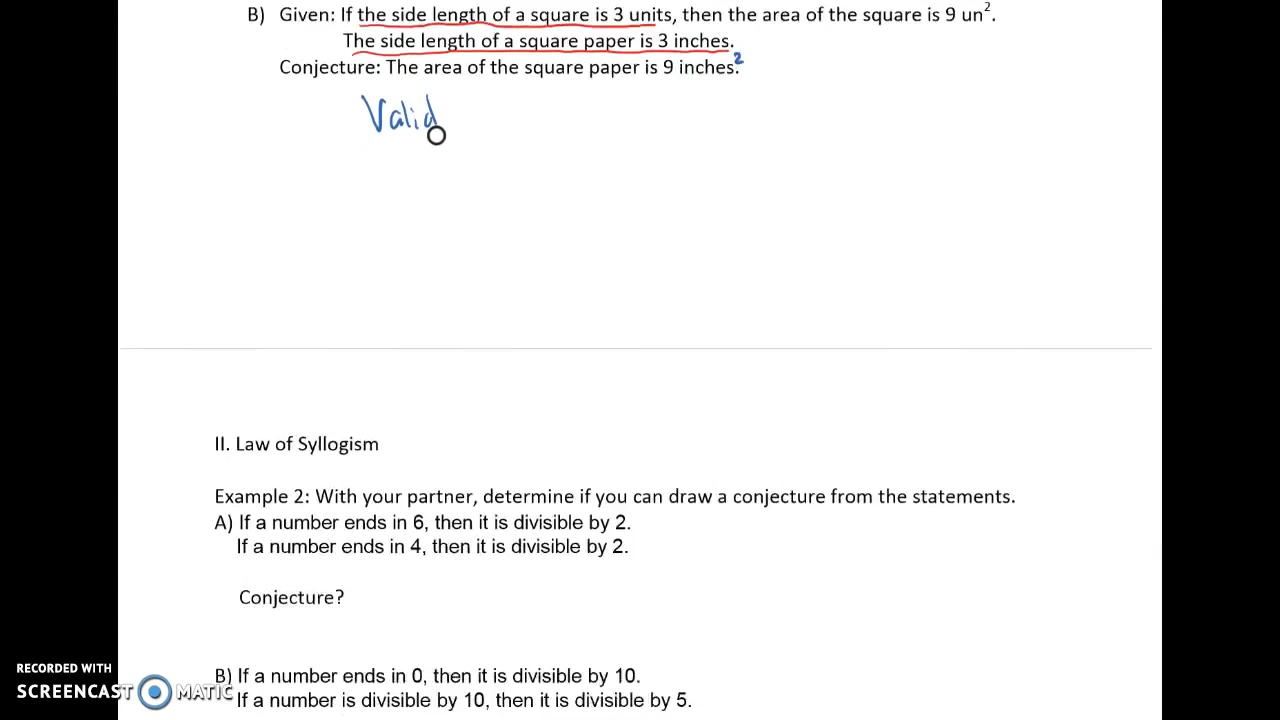 B) Given: If the side length of a square is 3 units, then the area of the square is 9 un².
The side length of a square paper is 3 inches.
Conjecture: The area of the square paper is 9 inches.²
Valid
II. Law of Syllogism
Example 2: With your partner, determine if you can draw a conjecture from the statements.
A) If a number ends in 6, then it is divisible by 2.
If a number ends in 4, then it is divisible by 2.
Conjecture?
B) If a number ends in 0, then it is divisible by 10.
If a number is divisible by 10, then it is divisible by 5.
RECORDED WITH
SCREENCAST MATIC